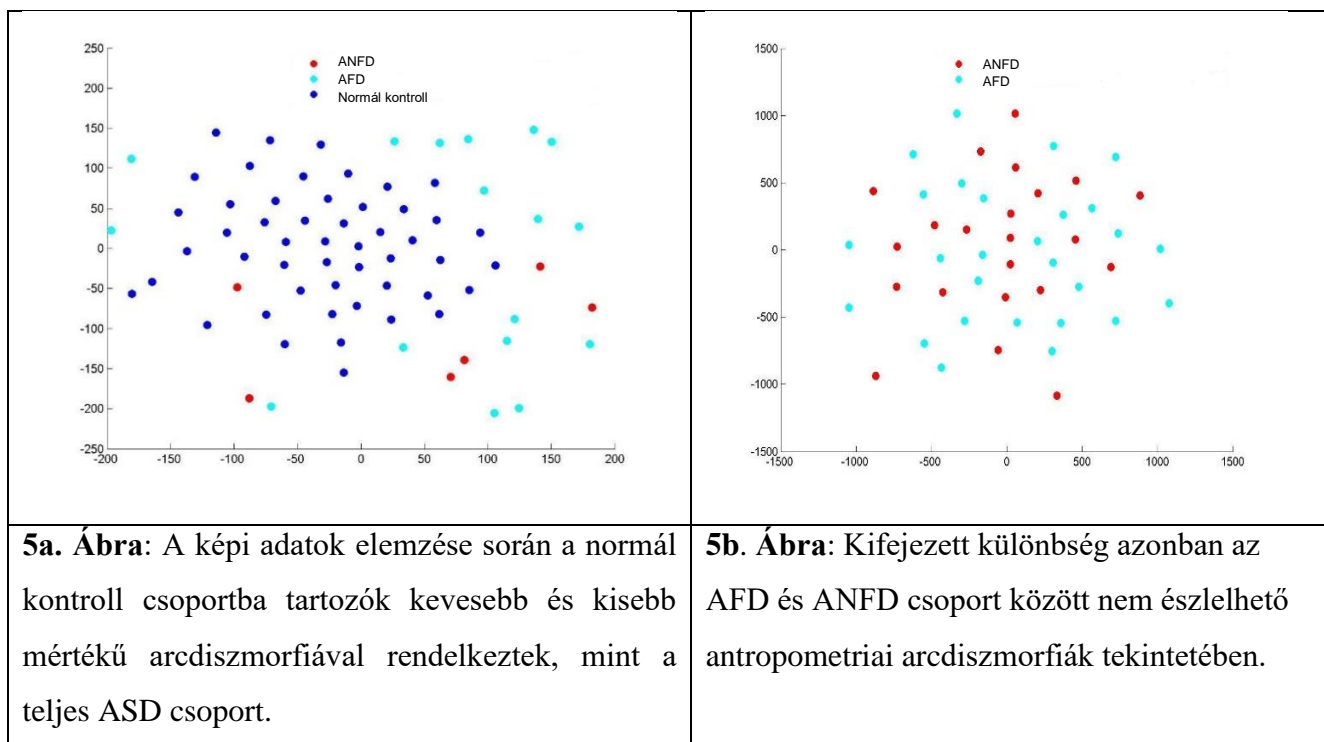 250
200
150
100
50
0
-50
-100
-150
-200
-250
-200
-150
-100
-50
0
50
100
150
200
ANFD
AFD
Normál kontroll
1500
1000
500
0
-500
-1000
-1500
-1500
-1000
-500
0
500
1000
1500
ANFD
AFD
5a. Ábra: A képi adatok elemzése során a normál
kontroll csoportba tartozók kevesebb és kisebb
mértékű arcdiszmorfiával rendelkeztek, mint a
teljes ASD csoport.
5b. Ábra: Kifejezett különbség azonban az
AFD és ANFD csoport között nem észlelhető
antropometriai arcdiszmorfiák tekintetében.